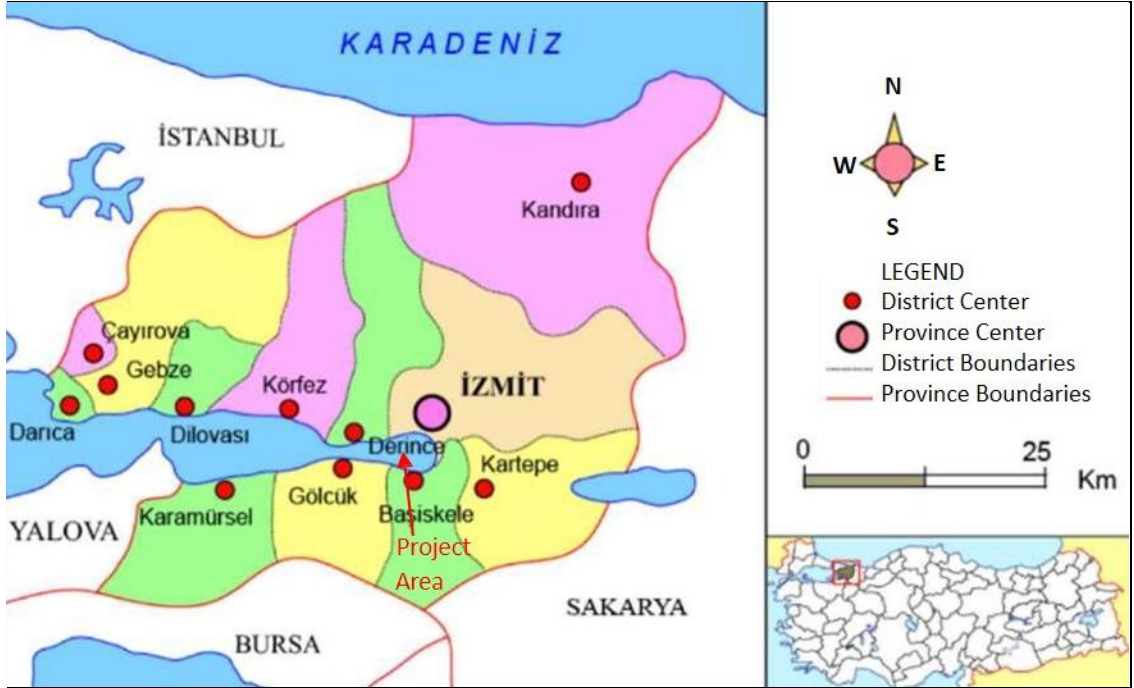 KARADENİZ
İSTANBUL
Kandıra
Çayırova
Gebze
Körfez
İZMİT
Darıca
Dilovası
Derince
Kartepe
Gölcük
Karamürsel
Basiskele
YALOVA
Project
Area
SAKARYA
BURSA
N
W E
S
LEGEND
District Center
Province Center
District Boundaries
Province Boundaries
0 25
Km